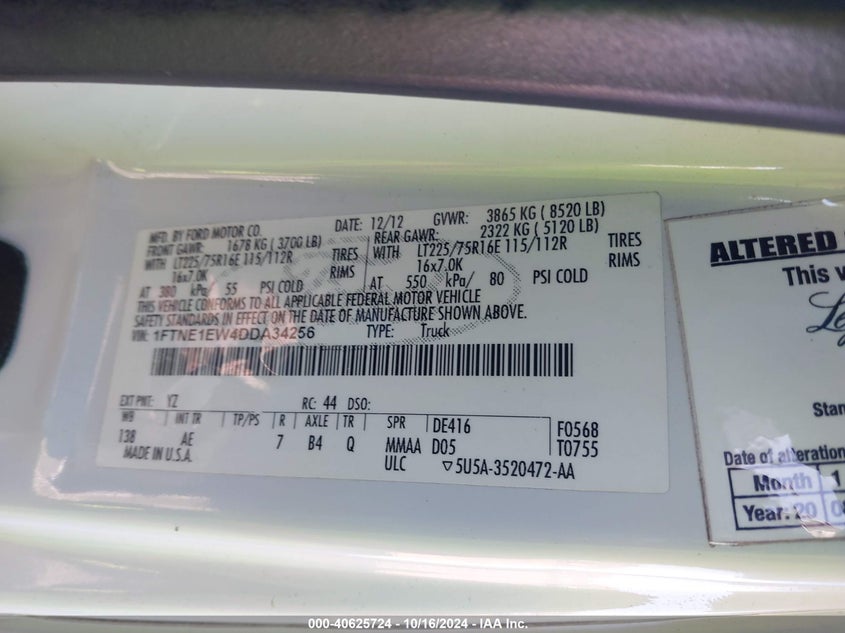 MFD. BY FORD MOTOR CO. DATE: 12/12 GVWR: 3865 KG ( 8520 LB)
FRONT GAWR: 1678 KG ( 3700 LB) REAR GAWR: 2322 KG ( 5120 LB)
WITH LT225/75R16E 115/112R TIRES WITH LT225/75R16E 115/112R TIRES
16x7.0K RIMS 16x7.0K RIMS
AT 380 kPa/ 55 PSI COLD AT 550 kPa/ 80 PSI COLD
THIS VEHICLE CONFORMS TO ALL APPLICABLE FEDERAL MOTOR VEHICLE
SAFETY STANDARDS IN EFFECT ON THE DATE OF MANUFACTURE SHOWN ABOVE.
VIN: 1FTNE1EW4DDA34256 TYPE: Truck
EXT PNT: YZ RC: 44 DSO:
WB INT TR TP/PS R AXLE TR SPR DE416 F0568
138 AE 7 B4 Q MMAA D05 T0755
MADE IN U.S.A. ULC ▽5U5A-3520472-AA
ALTERED
This v
Stan
Date of alteration
Month 1
Year: 20 0
000-40625724 - 10/16/2024 - IAA Inc.